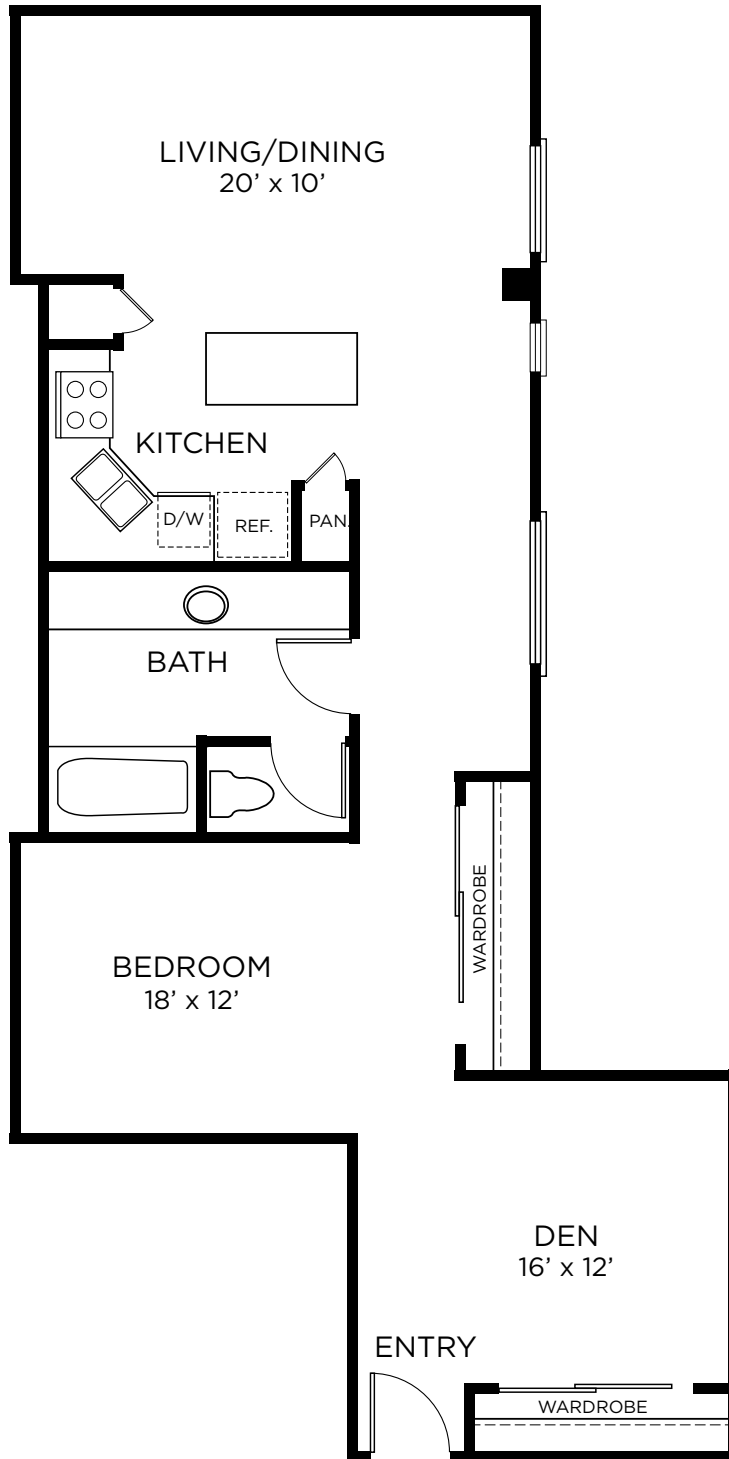 LIVING/DINING
20’ x 10’
KITCHEN
D/W
REF.
PAN.
BATH
WARDROBE
BEDROOM
18’ x 12’
DEN
16’ x 12’
ENTRY
WARDROBE